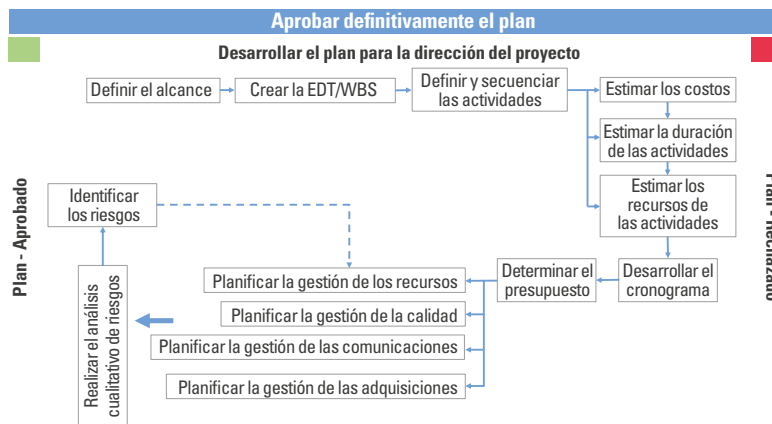 Aprobar definitivamente el plan
Desarrollar el plan para la dirección del proyecto
Definir el alcance
Crear la EDT/WBS
Definir y secuenciar
las actividades
Estimar los costos
Estimar la duración
de las actividades
Estimar los
recursos de
las actividades
Desarrollar el
cronograma
Determinar el
presupuesto
Planificar la gestión de los recursos
Planificar la gestión de la calidad
Planificar la gestión de las comunicaciones
Planificar la gestión de las adquisiciones
Realizar el análisis
cualitativo de riesgos
Identificar
los riesgos
Plan - Aprobado
Plan - Rechazado